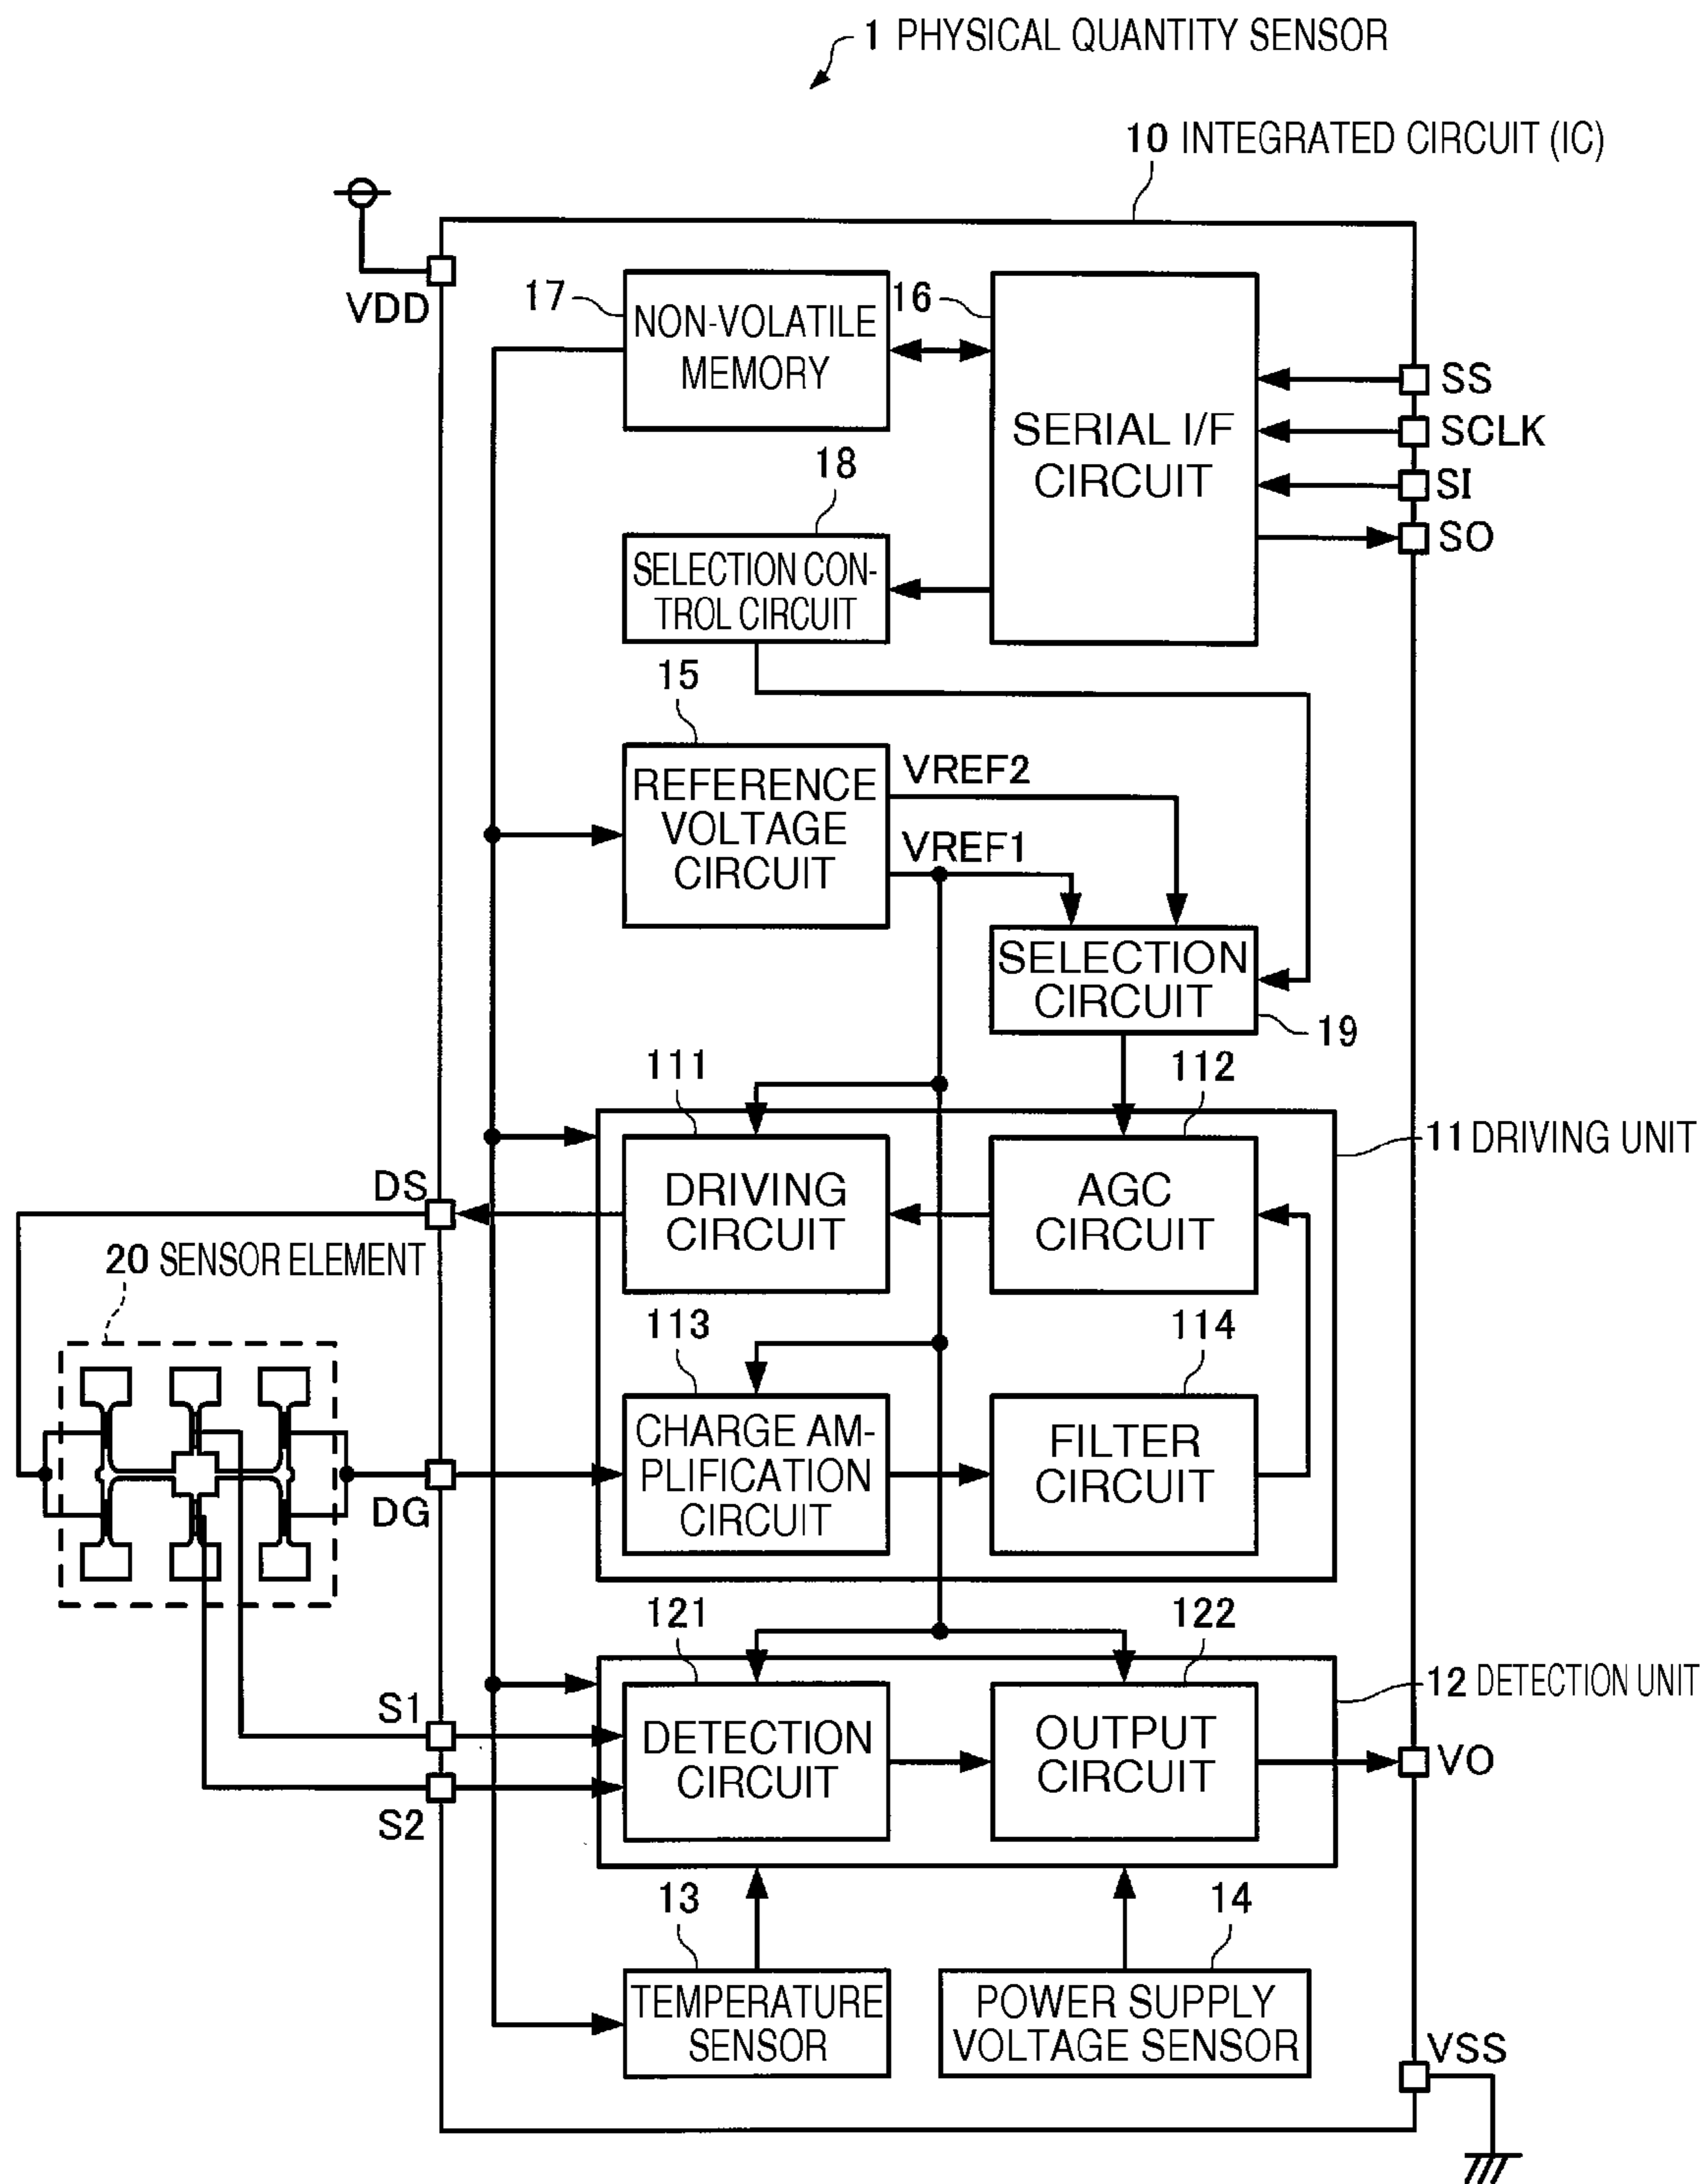 1 PHYSICAL QUANTITY SENSOR
10 INTEGRATED CIRCUIT (IC)
VDD
17
NON-VOLATILE
MEMORY
16
SERIAL I/F
CIRCUIT
SS
SCLK
SI
SO
18
SELECTION CON-
TROL CIRCUIT
15
REFERENCE
VOLTAGE
CIRCUIT
VREF2
VREF1
SELECTION
CIRCUIT
19
111
112
11 DRIVING UNIT
DRIVING
CIRCUIT
AGC
CIRCUIT
DS
20 SENSOR ELEMENT
113
114
CHARGE AM-
PLIFICATION
CIRCUIT
FILTER
CIRCUIT
DG
121
122
12 DETECTION UNIT
S1
S2
DETECTION
CIRCUIT
OUTPUT
CIRCUIT
VO
13
14
TEMPERATURE
SENSOR
POWER SUPPLY
VOLTAGE SENSOR
VSS